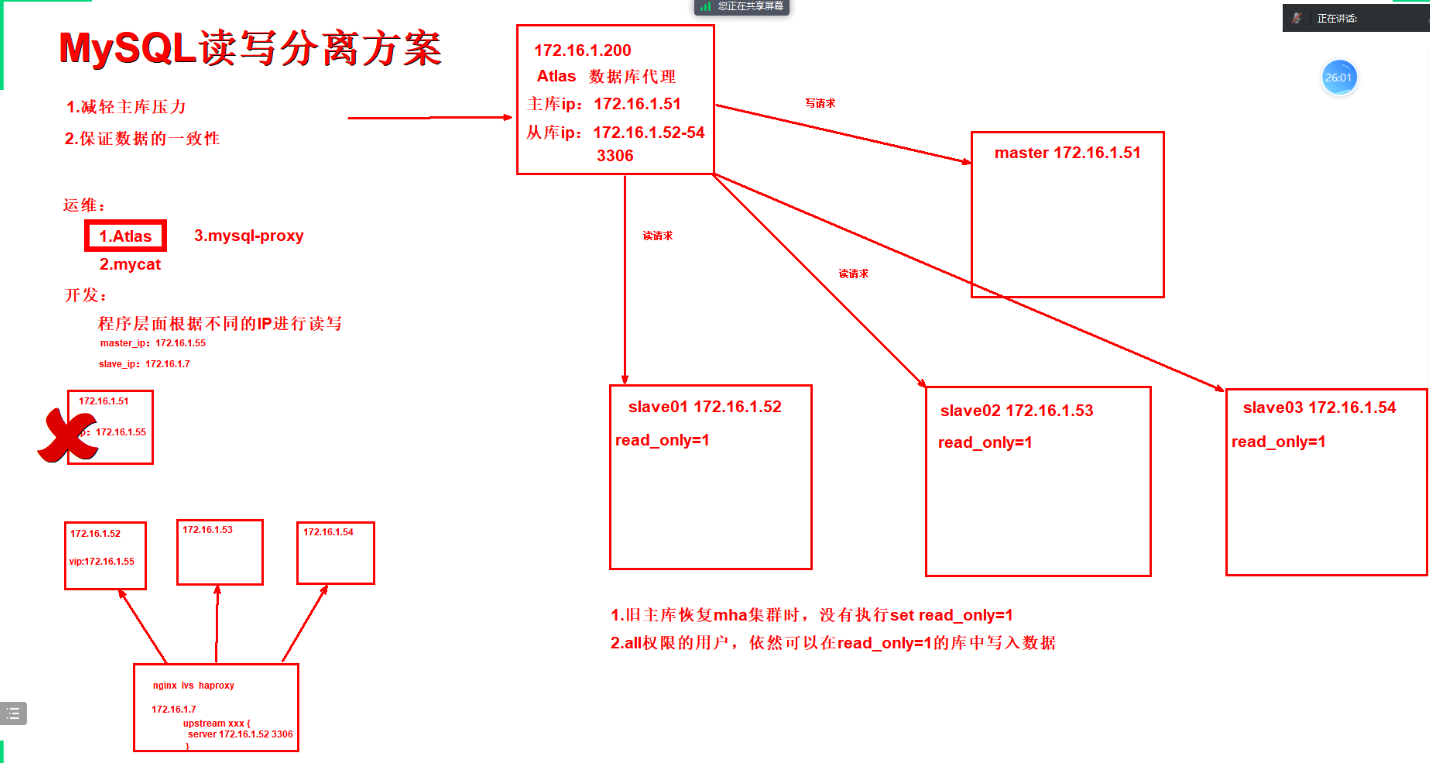 您正在共享屏幕
正在讲话:
26:01
MySQL读写分离方案
1.减轻主库压力
2.保证数据的一致性
运维：
1.Atlas
3.mysql-proxy
2.mycat
开发：
程序层面根据不同的IP进行读写
master_ip：172.16.1.55
slave_ip：172.16.1.7
172.16.1.51
p：172.16.1.55
172.16.1.52
vip:172.16.1.55
172.16.1.53
172.16.1.54
nginx lvs haproxy
172.16.1.7
upstream xxx {
server 172.16.1.52 3306
}
172.16.1.200
Atlas 数据库代理
主库ip：172.16.1.51
从库ip：172.16.1.52-54
3306
写请求
读请求
读请求
master 172.16.1.51
slave01 172.16.1.52
read_only=1
slave02 172.16.1.53
read_only=1
slave03 172.16.1.54
read_only=1
1.旧主库恢复mha集群时，没有执行set read_only=1
2.all权限的用户，依然可以在read_only=1的库中写入数据